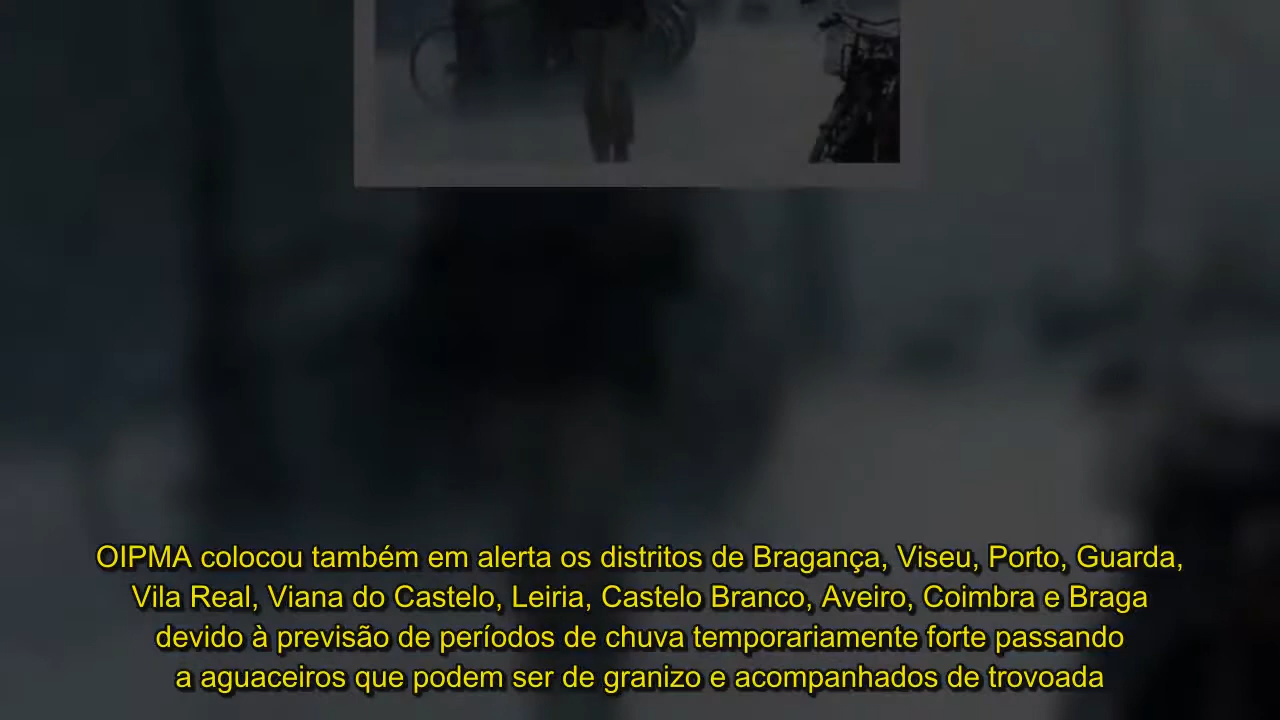 OIPMA colocou também em alerta os distritos de Bragança, Viseu, Porto, Guarda,
Vila Real, Viana do Castelo, Leiria, Castelo Branco, Aveiro, Coimbra e Braga
devido à previsão de períodos de chuva temporariamente forte passando
a aguaceiros que podem ser de granizo e acompanhados de trovoada